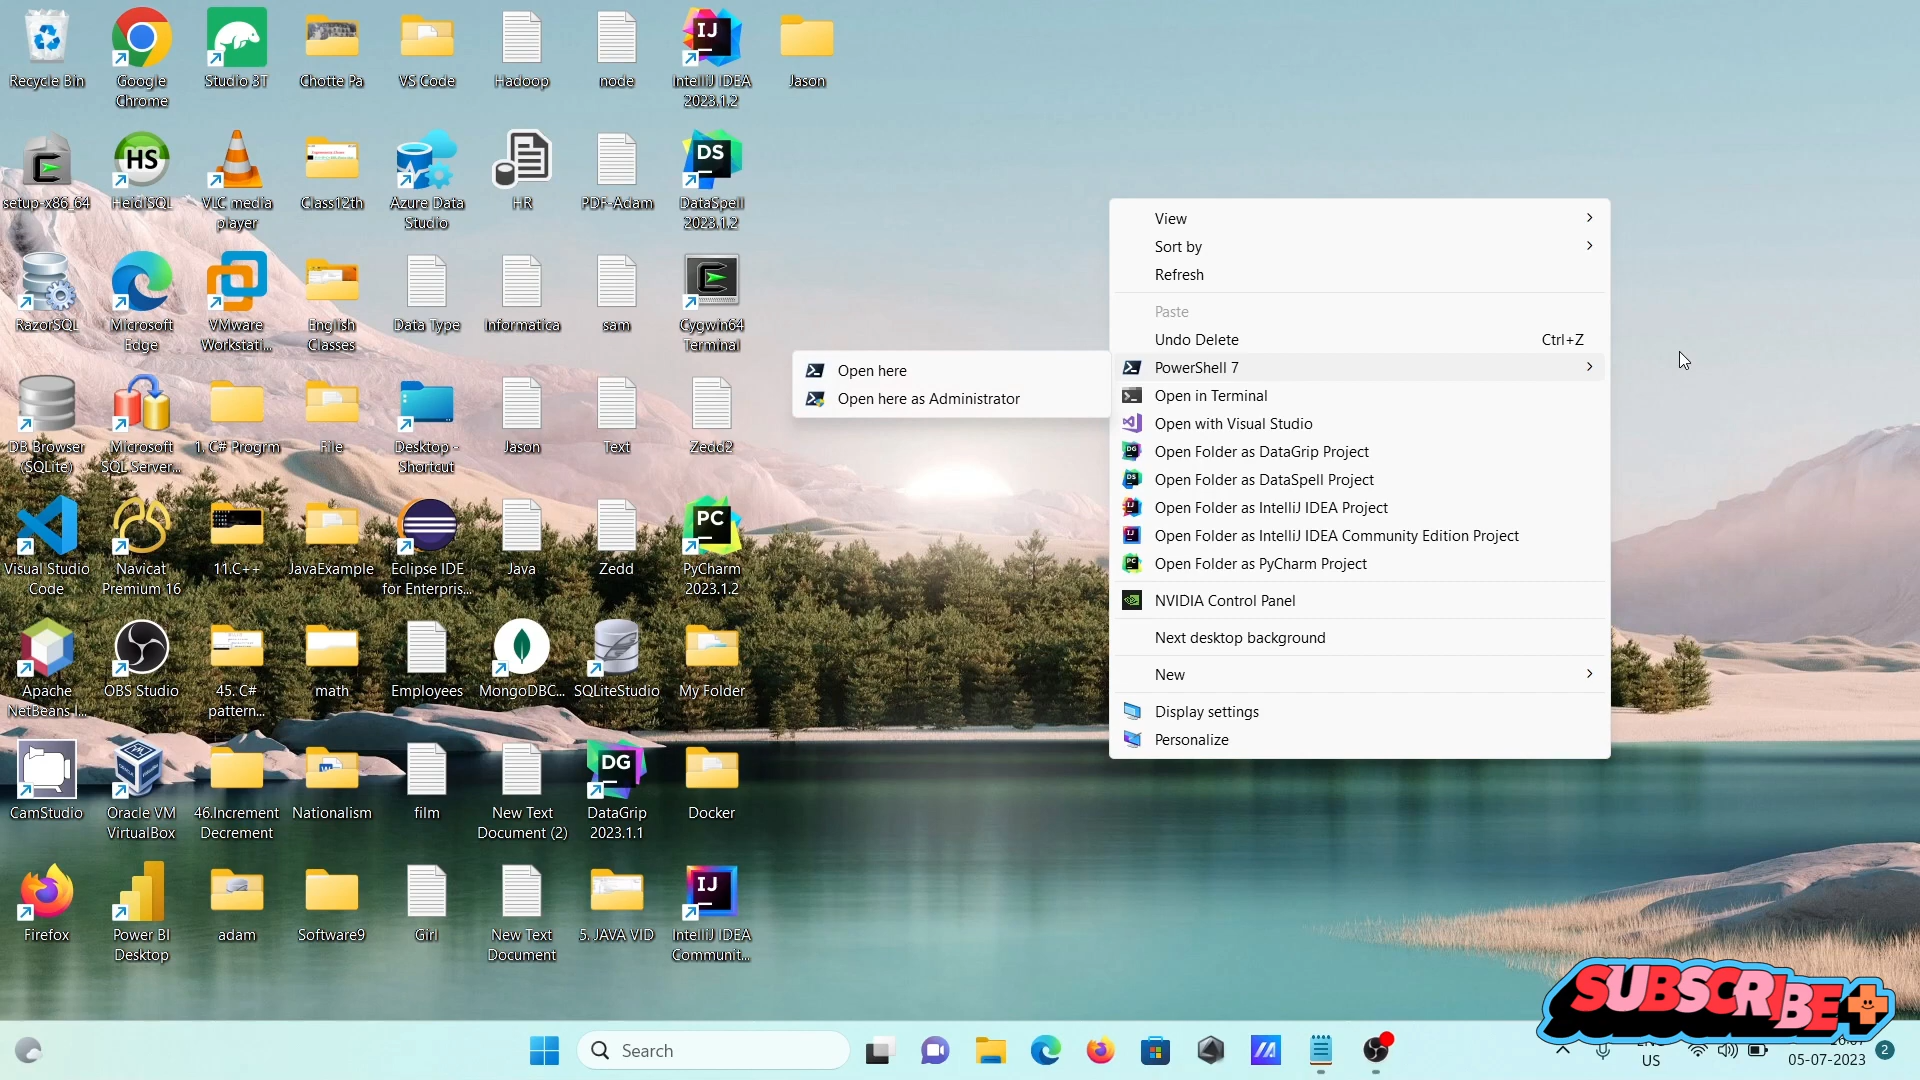 Recycle Bin
Google
Chrome
Studio 3T
Chotte Pa
VS Code
Hadoop
node
IJ
IntelliJ IDEA
2023.1.2
Jason
setup-x86_64
HS
HeidiSQL
VLC media
player
Class12th
Azure Data
Studio
HR
PDF-Adam
DS
DataSpell
2023.1.2
RazorSQL
Microsoft
Edge
VMware
Workstati...
English
Classes
Data Type
Informatica
sam
Cygwin64
Terminal
DB Browser
(SQLite)
Microsoft
SQL Server...
1. C# Progrm
File
Desktop -
Shortcut
Jason
Text
Zedd2
Visual Studio
Code
Navicat
Premium 16
11.C++
JavaExample
Eclipse IDE
for Enterpris...
Java
Zedd
PC
PyCharm
2023.1.2
Apache
NetBeans I...
OBS Studio
45. C#
pattern...
math
Employees
MongoDBC...
SQLiteStudio
My Folder
CamStudio
Oracle VM
VirtualBox
46.Increment
Decrement
Nationalism
film
New Text
Document (2)
DG
DataGrip
2023.1.1
Docker
Firefox
Power BI
Desktop
adam
Software9
Girl
New Text
Document
5. JAVA VID
IJ
IntelliJ IDEA
Communit...
View
Sort by
Refresh
Paste
Undo Delete Ctrl+Z
PowerShell 7
Open in Terminal
Open with Visual Studio
Open Folder as DataGrip Project
Open Folder as DataSpell Project
Open Folder as IntelliJ IDEA Project
Open Folder as IntelliJ IDEA Community Edition Project
Open Folder as PyCharm Project
NVIDIA Control Panel
Next desktop background
New
Display settings
Personalize
Open here
Open here as Administrator
SUBSCRIBE
Search
US
05-07-2023
2